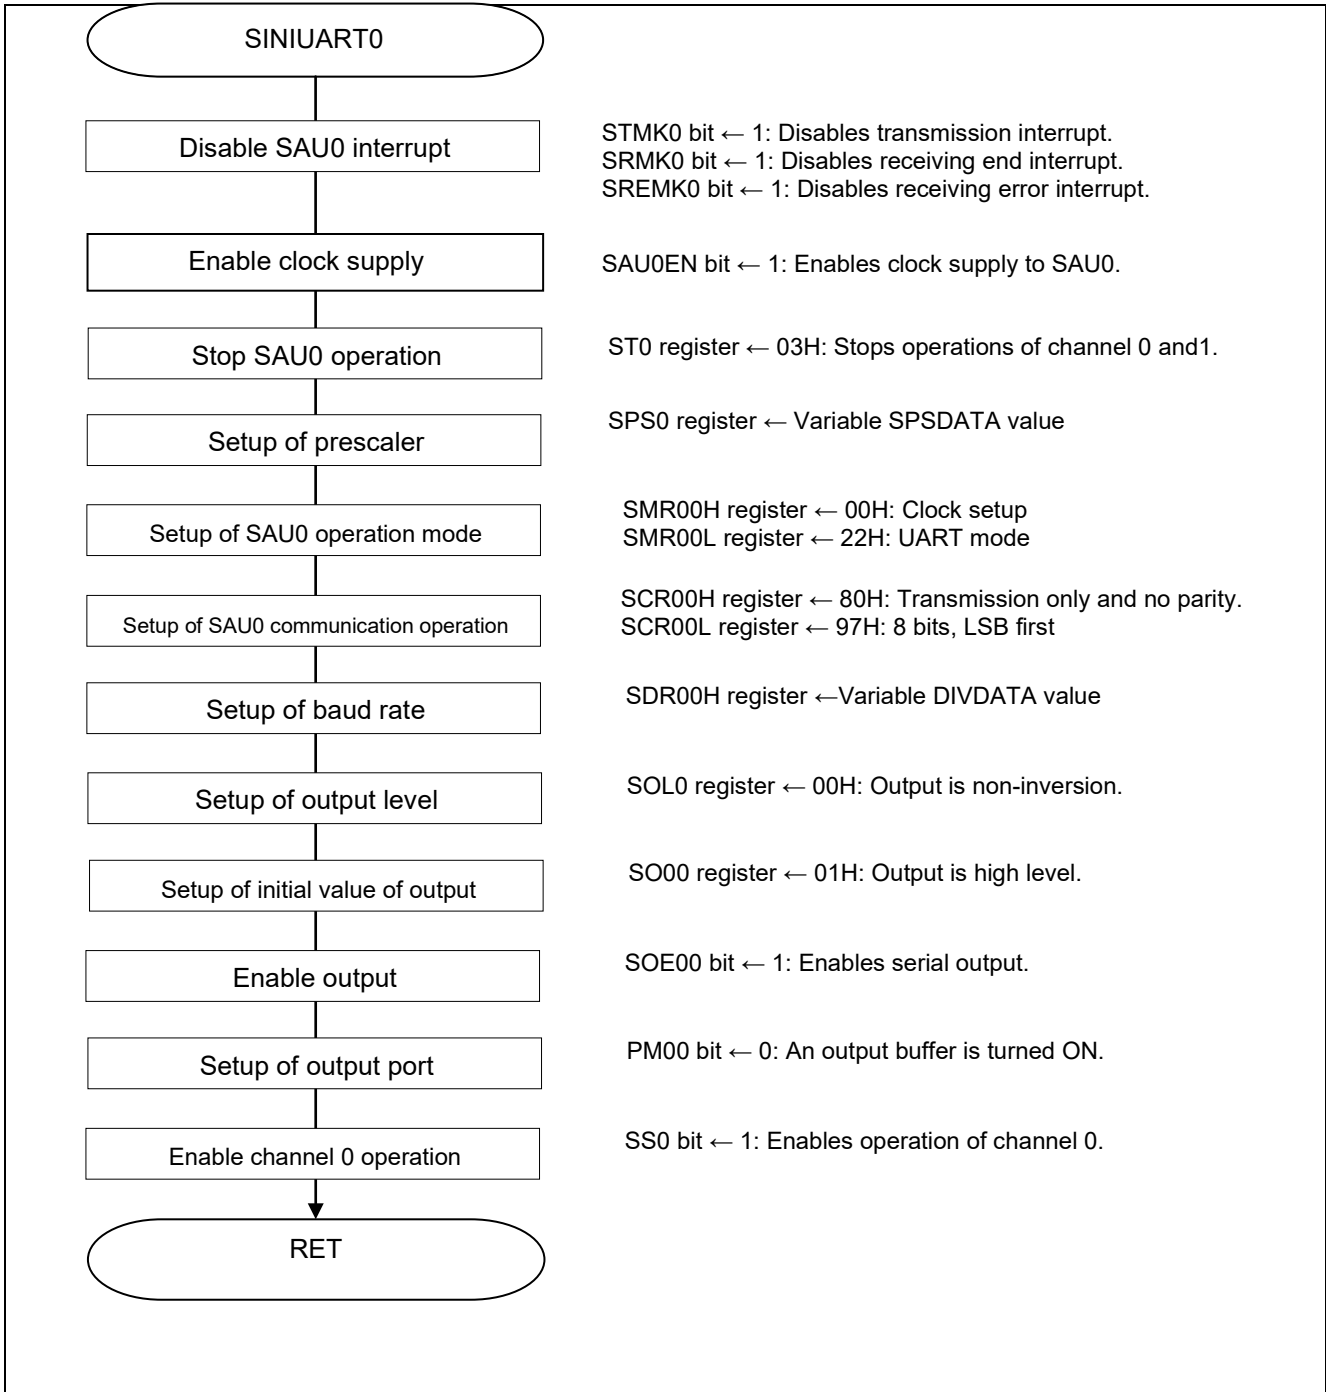 SINIUART0
Disable SAU0 interrupt
STMK0 bit ← 1: Disables transmission interrupt.
SRMK0 bit ← 1: Disables receiving end interrupt.
SREMK0 bit ← 1: Disables receiving error interrupt.
Enable clock supply
SAU0EN bit ← 1: Enables clock supply to SAU0.
Stop SAU0 operation
ST0 register ← 03H: Stops operations of channel 0 and1.
Setup of prescaler
SPS0 register ← Variable SPSDATA value
Setup of SAU0 operation mode
SMR00H register ← 00H: Clock setup
SMR00L register ← 22H: UART mode
Setup of SAU0 communication operation
SCR00H register ← 80H: Transmission only and no parity.
SCR00L register ← 97H: 8 bits, LSB first
Setup of baud rate
SDR00H register ←Variable DIVDATA value
Setup of output level
SOL0 register ← 00H: Output is non-inversion.
Setup of initial value of output
SO00 register ← 01H: Output is high level.
Enable output
SOE00 bit ← 1: Enables serial output.
Setup of output port
PM00 bit ← 0: An output buffer is turned ON.
Enable channel 0 operation
SS0 bit ← 1: Enables operation of channel 0.
RET